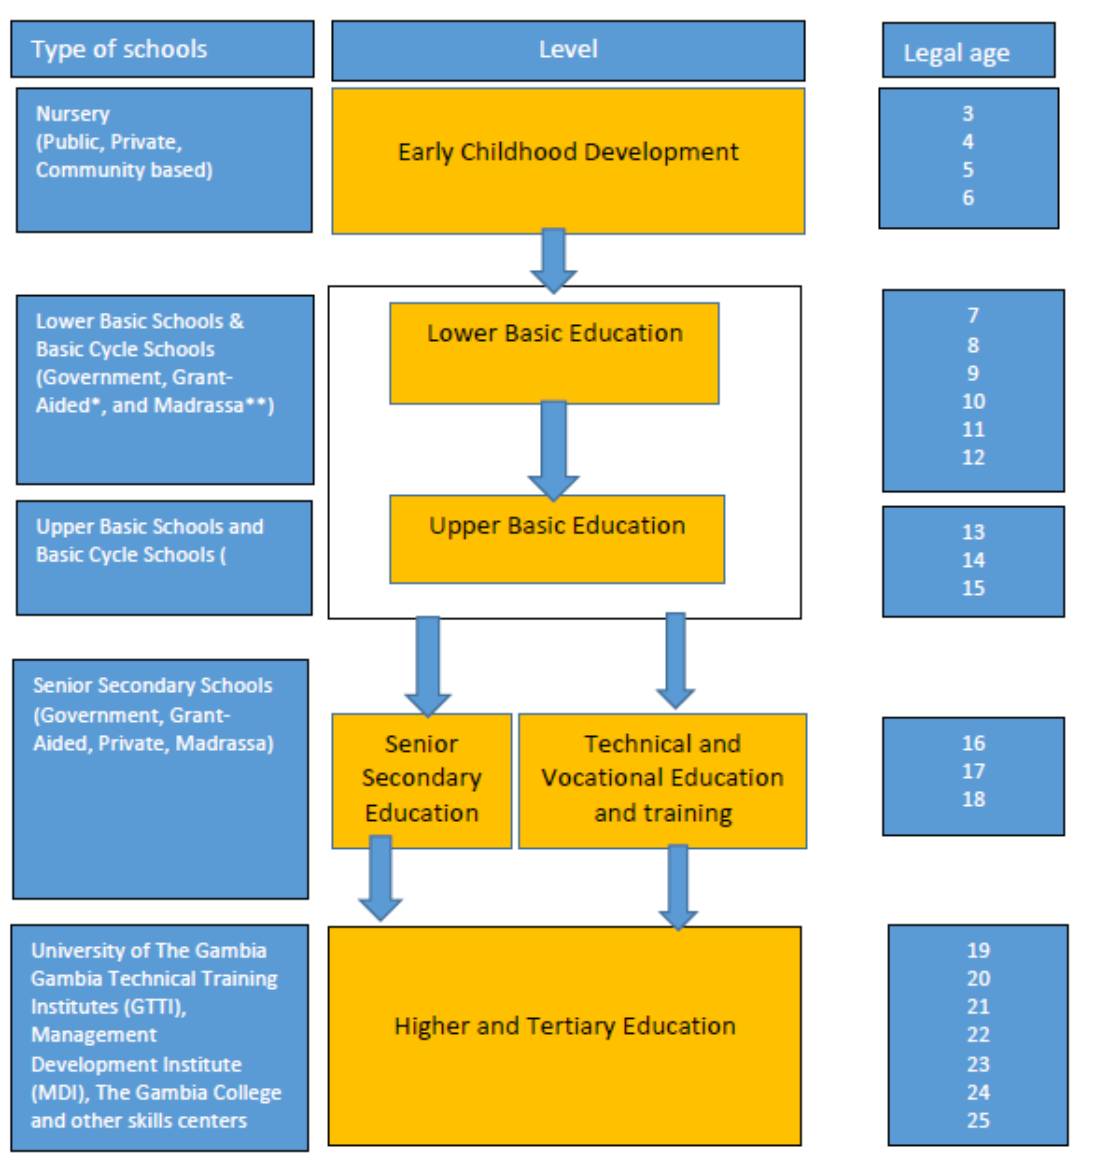 Type of schools
Level
Legal age
Nursery
(Public, Private,
Community based)
Early Childhood Development
3
4
5
6
Lower Basic Schools &
Basic Cycle Schools
(Government, Grant-
Aided*, and Madrassa**)
Lower Basic Education
7
8
9
10
11
12
Upper Basic Schools and
Basic Cycle Schools (
Upper Basic Education
13
14
15
Senior Secondary Schools
(Government, Grant-
Aided, Private, Madrassa)
Senior
Secondary
Education
Technical and
Vocational Education
and training
16
17
18
University of The Gambia
Gambia Technical Training
Institutes (GTTI),
Management
Development Institute
(MDI), The Gambia College
and other skills centers
Higher and Tertiary Education
19
20
21
22
23
24
25